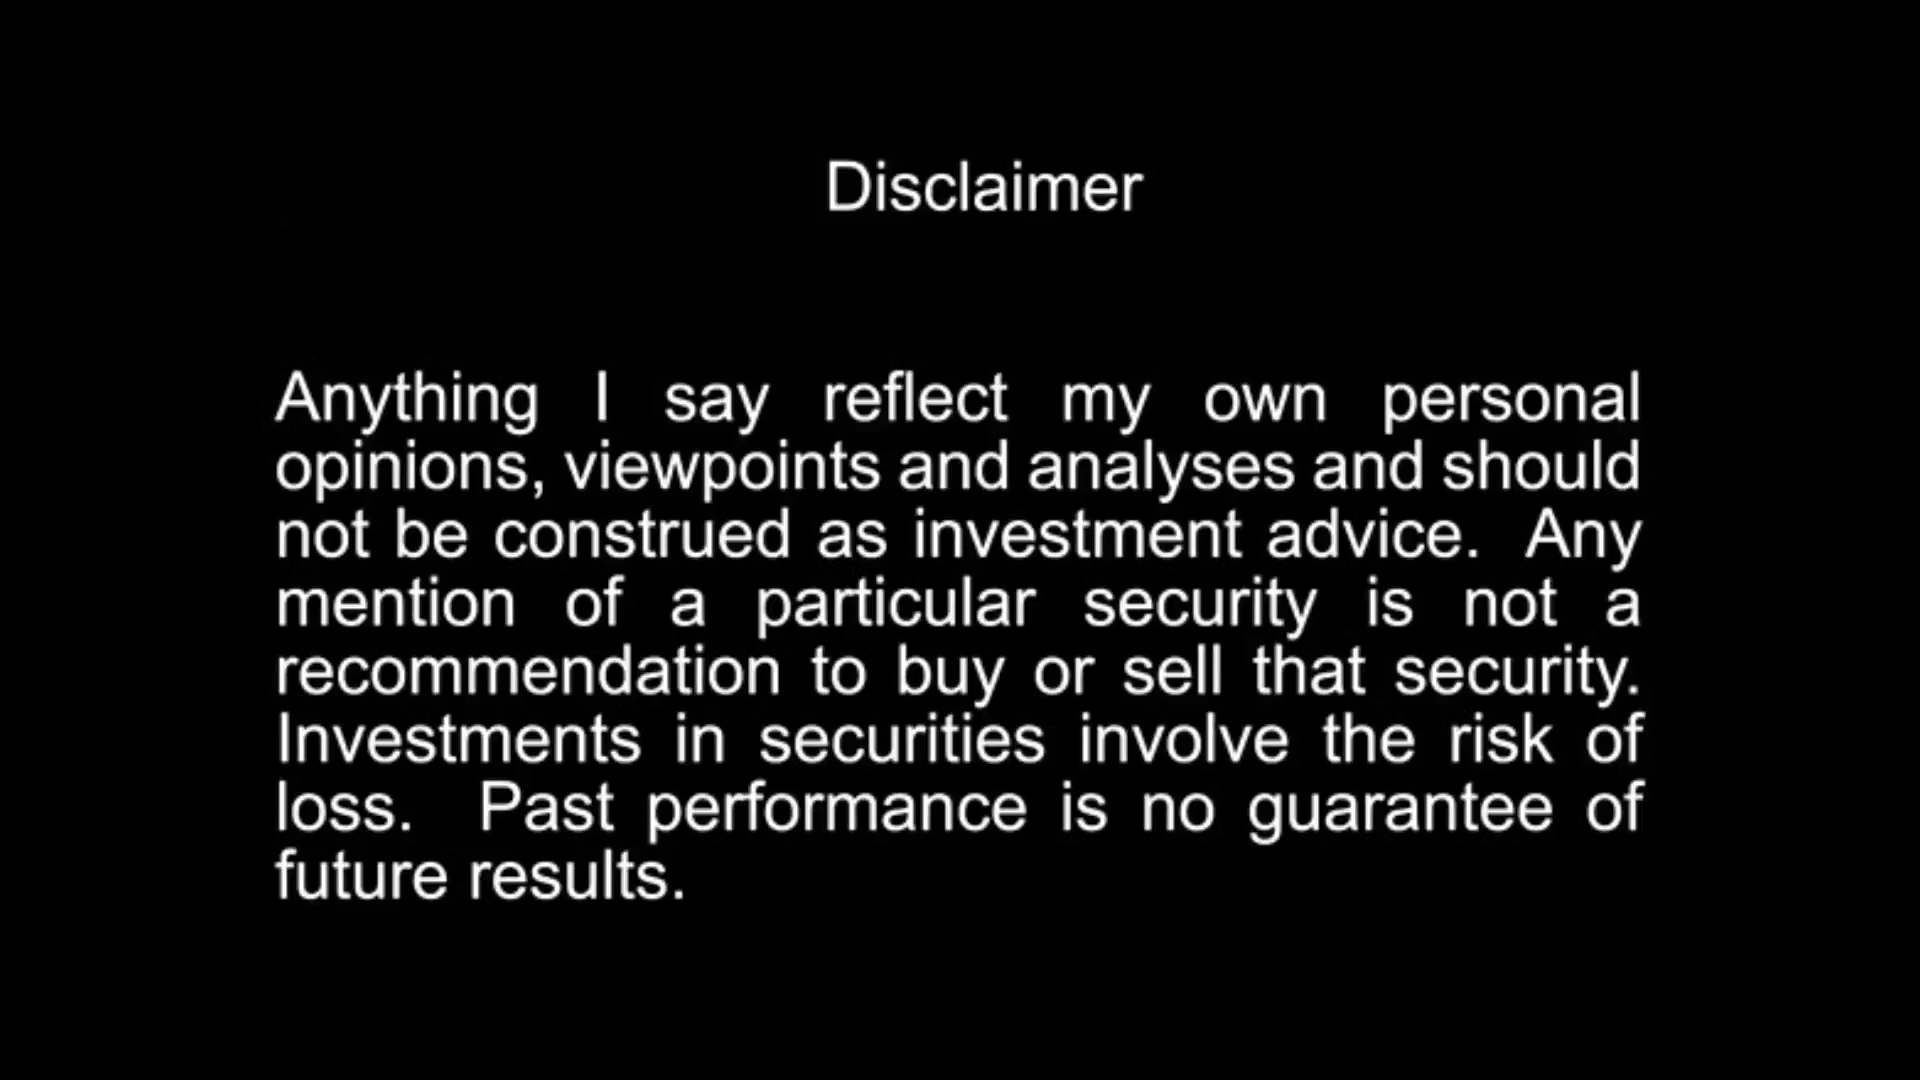 Disclaimer
Anything I say reflect my own personal
opinions, viewpoints and analyses and should
not be construed as investment advice.  Any
mention of a particular security is not a
recommendation to buy or sell that security.
Investments in securities involve the risk of
loss.  Past performance is no guarantee of
future results.